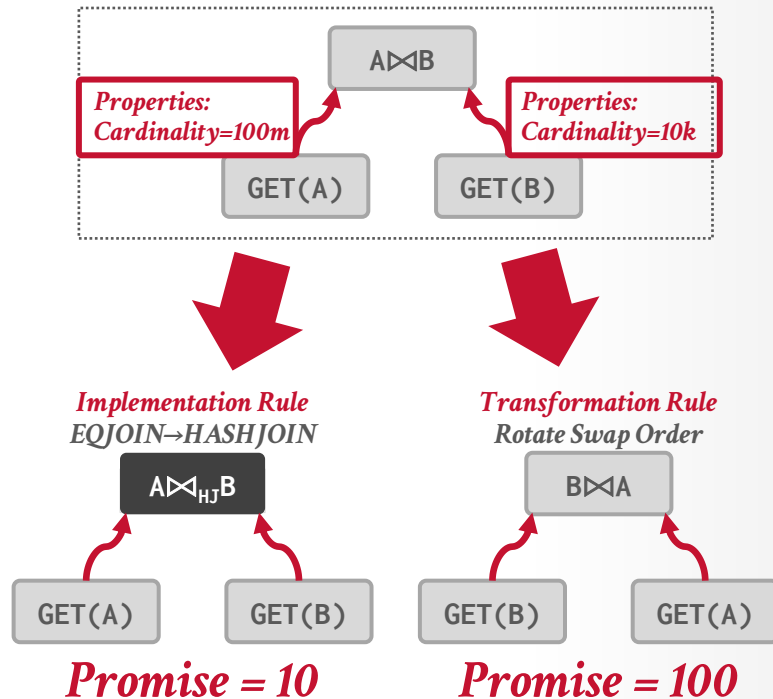 A⋈B
Properties:
Cardinality=100m
Properties:
Cardinality=10k
GET(A)
GET(B)
Implementation Rule
EQJOIN→HASHJOIN
A⋈HJB
GET(A)
GET(B)
Promise = 10
Transformation Rule
Rotate Swap Order
B⋈A
GET(B)
GET(A)
Promise = 100